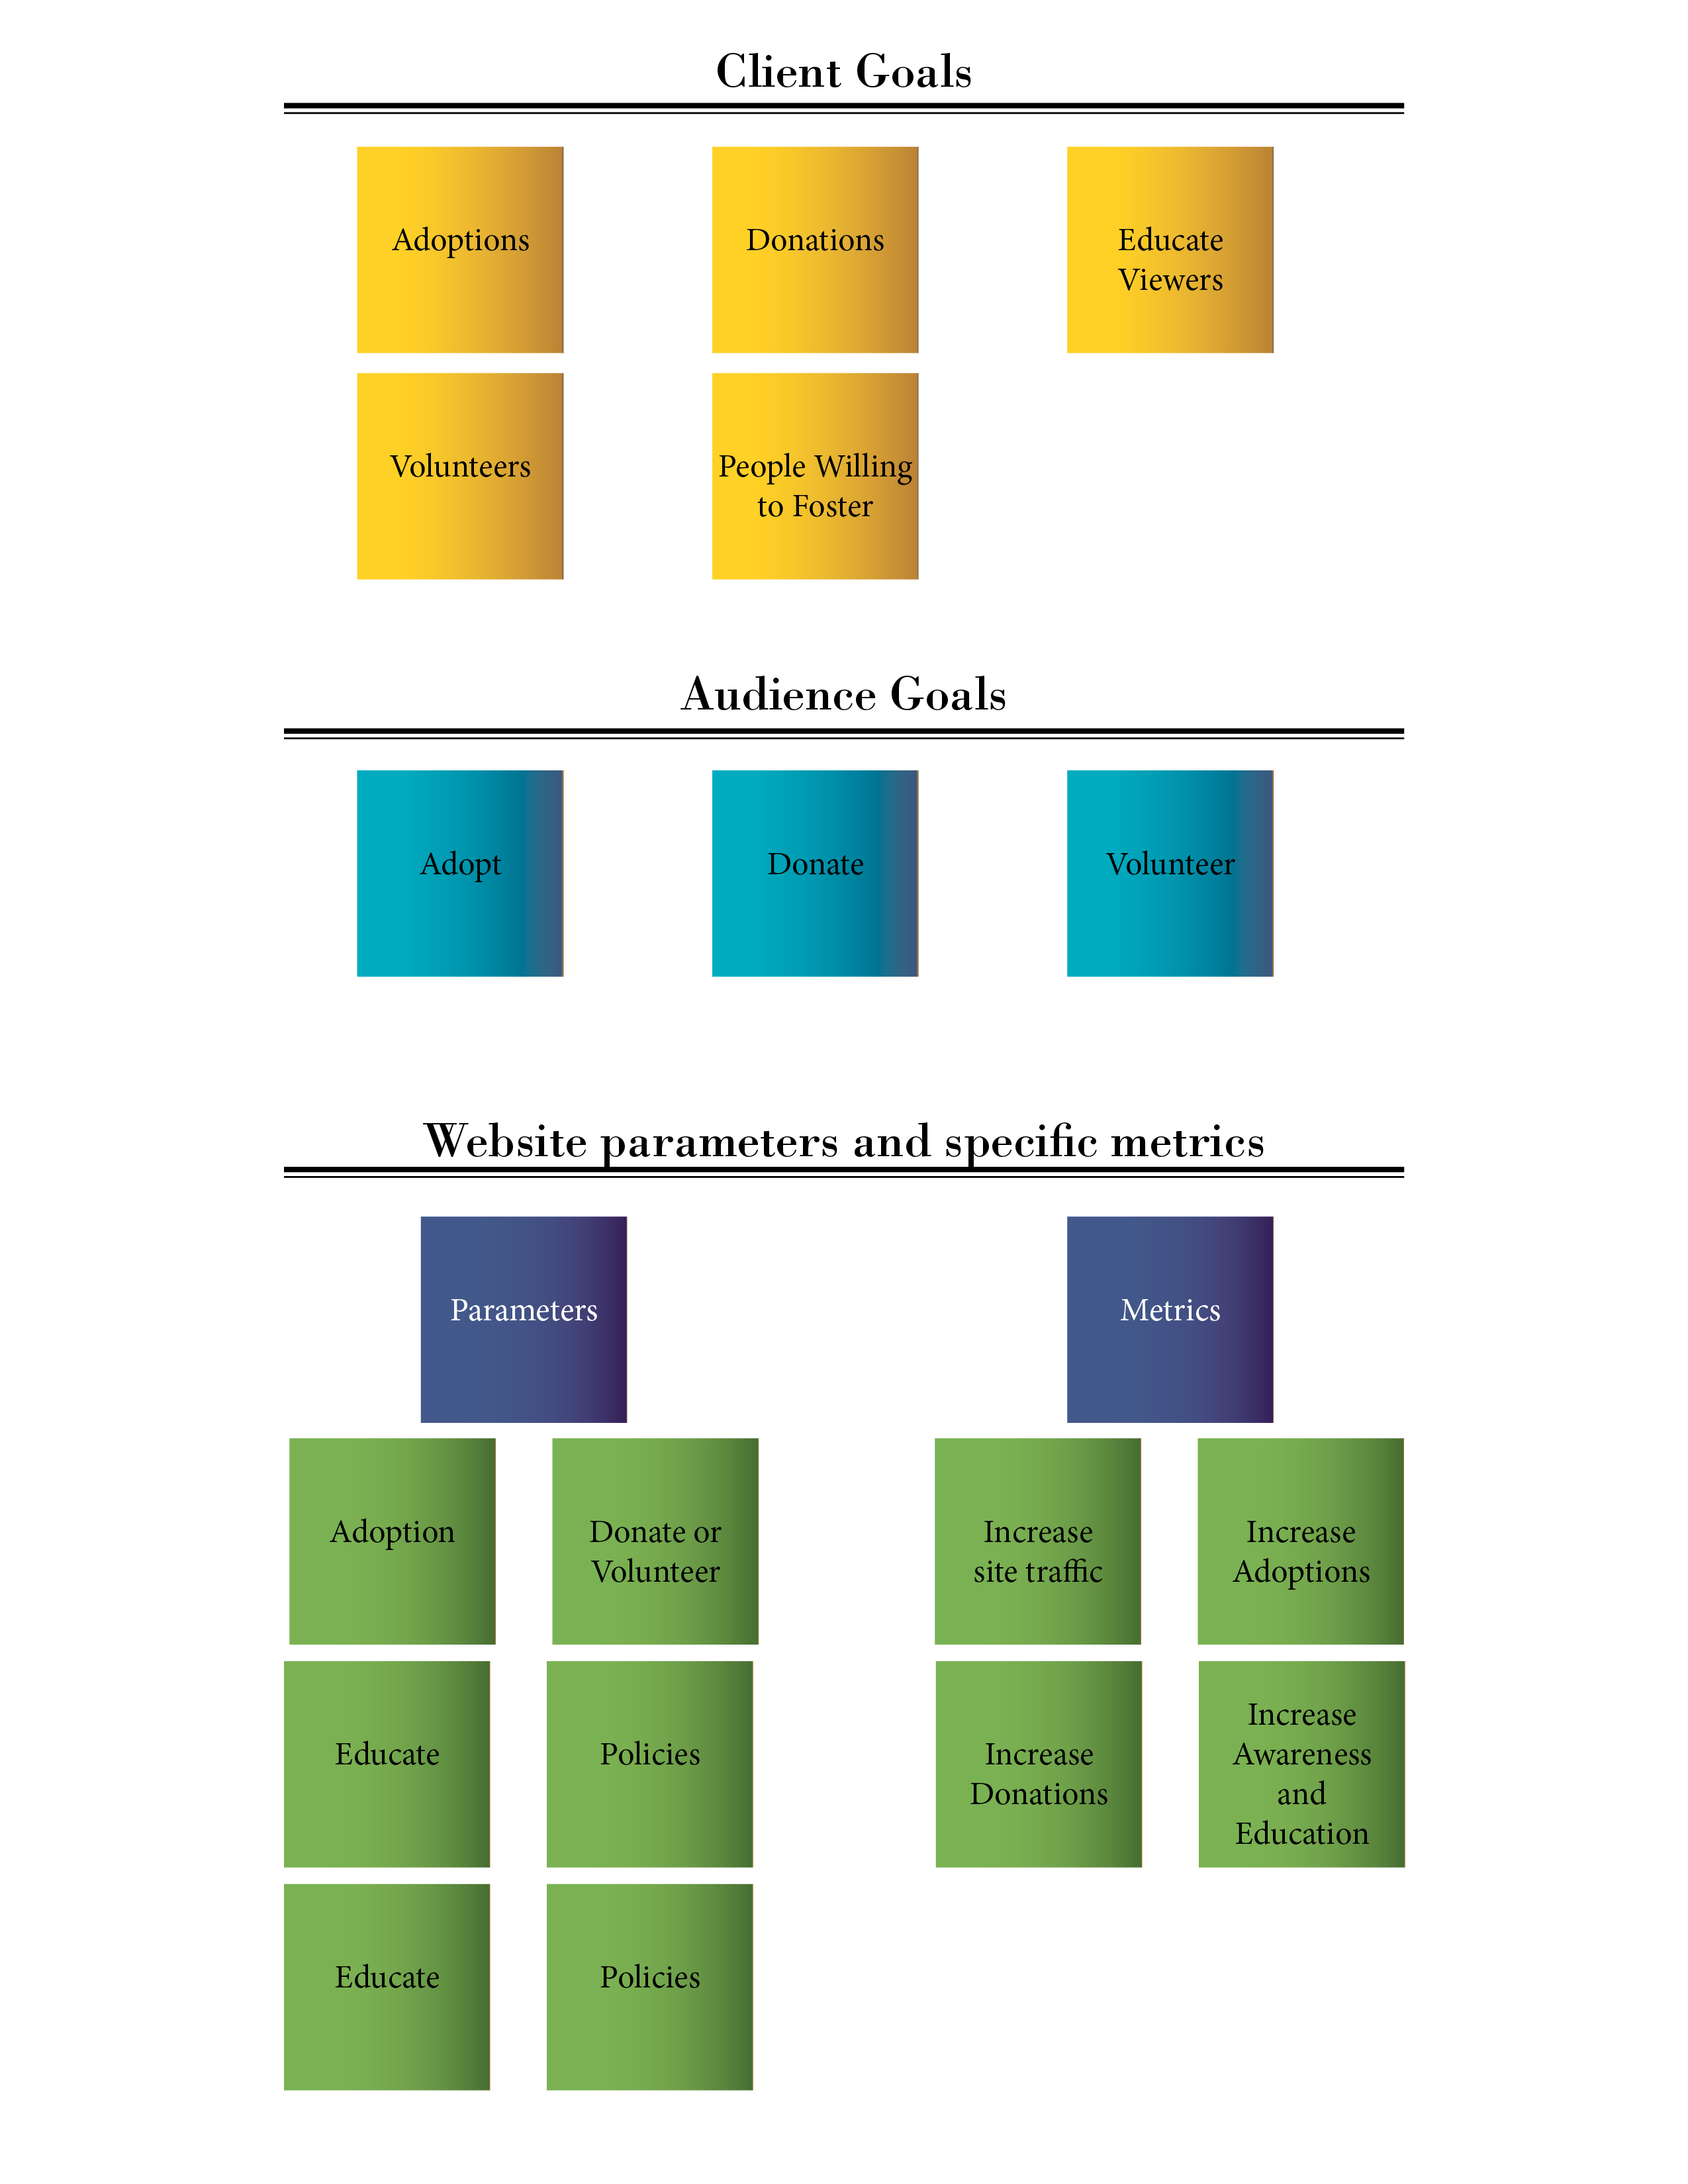 Client Goals
Adoptions
Donations
Educate
Viewers
Volunteers
People Willing
to Foster
Audience Goals
Adopt
Donate
Volunteer
Website parameters and specific metrics
Parameters
Metrics
Adoption
Donate or
Volunteer
Increase
site traffic
Increase
Adoptions
Educate
Policies
Increase
Donations
Increase
Awareness
and
Education
Educate
Policies